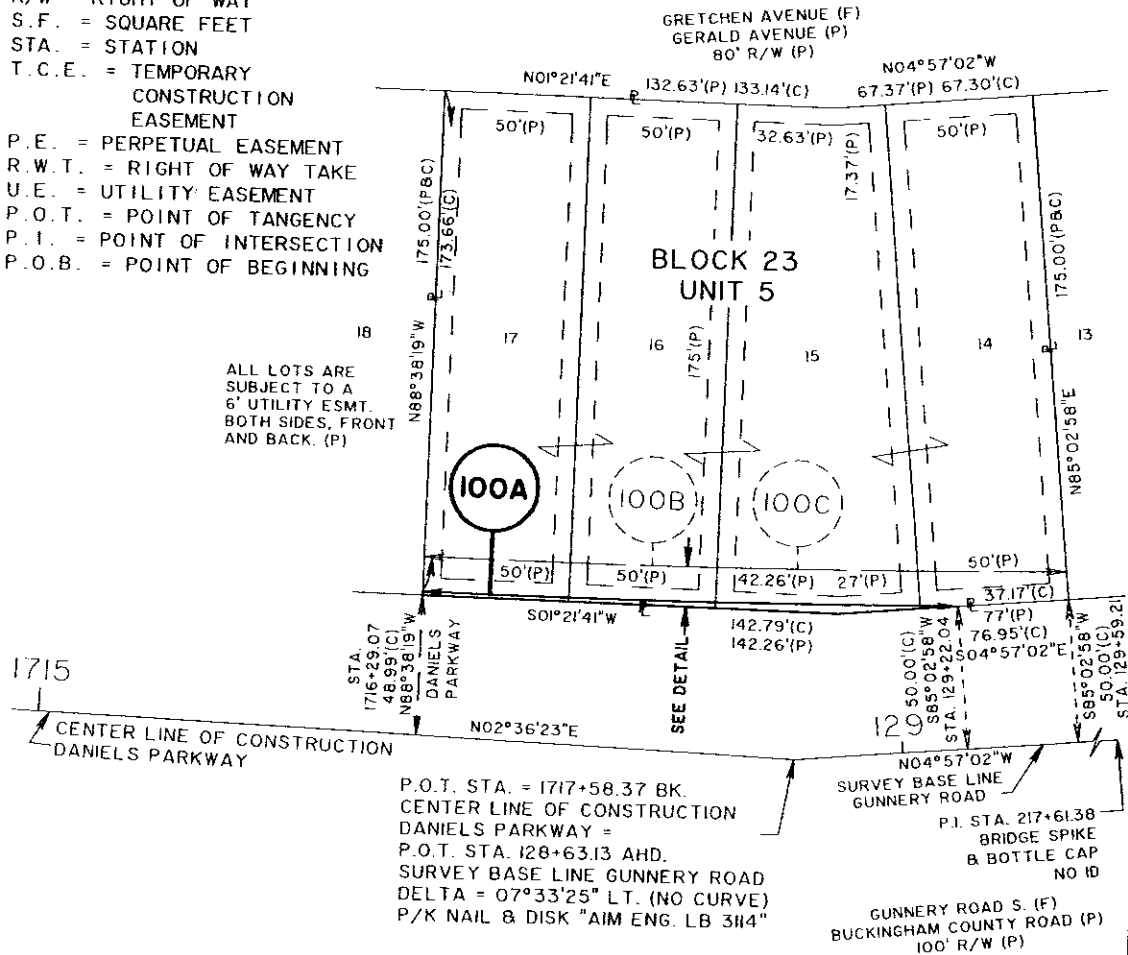 R/W = RIGHT OF WAY
S.F. = SQUARE FEET
STA. = STATION
T.C.E. = TEMPORARY
CONSTRUCTION
EASEMENT
P.E. = PERPETUAL EASEMENT
R.W.T. = RIGHT OF WAY TAKE
U.E. = UTILITY EASEMENT
P.O.T. = POINT OF TANGENCY
P.I. = POINT OF INTERSECTION
P.O.B. = POINT OF BEGINNING
GRETCHEN AVENUE (F)
GERALD AVENUE (P)
80' R/W (P)
N01°21'41"E
132.63'(P) 133.14'(C)
N04°57'02"W
67.37'(P) 67.30'(C)
50'(P)
50'(P)
32.63'(P)
17.37'(P)
50'(P)
175.00'(P&C)
173.66'(C)
N88°38'19"W
175.00'(P&C)
N85°02'58"E
BLOCK 23
UNIT 5
175'(P)
18
17
16
15
14
13
ALL LOTS ARE
SUBJECT TO A
6' UTILITY ESMT.
BOTH SIDES, FRONT
AND BACK. (P)
100A
100B
100C
50'(P)
50'(P)
42.26'(P)
27'(P)
50'(P)
37.17'(C)
77'(P)
76.95'(C)
S04°57'02"E
S01°21'41"W
142.79'(C)
142.26'(P)
STA.
1716+29.07
48.99'(C)
N88°38'19"W
DANIELS
PARKWAY
SEE DETAIL
50.00'(C)
S85°02'58"W
STA. 129+22.04
S85°02'58"W
50.00'(C)
STA. 129+59.21
1715
CENTER LINE OF CONSTRUCTION
DANIELS PARKWAY
N02°36'23"E
129
N04°57'02"W
SURVEY BASE LINE
GUNNERY ROAD
P.O.T. STA. = 1717+58.37 BK.
CENTER LINE OF CONSTRUCTION
DANIELS PARKWAY =
P.O.T. STA. 128+63.13 AHD.
SURVEY BASE LINE GUNNERY ROAD
DELTA = 07°33'25" LT. (NO CURVE)
P/K NAIL & DISK "AIM ENG. LB 3114"
P.I. STA. 217+61.38
BRIDGE SPIKE
& BOTTLE CAP
NO ID
GUNNERY ROAD S. (F)
BUCKINGHAM COUNTY ROAD (P)
100' R/W (P)